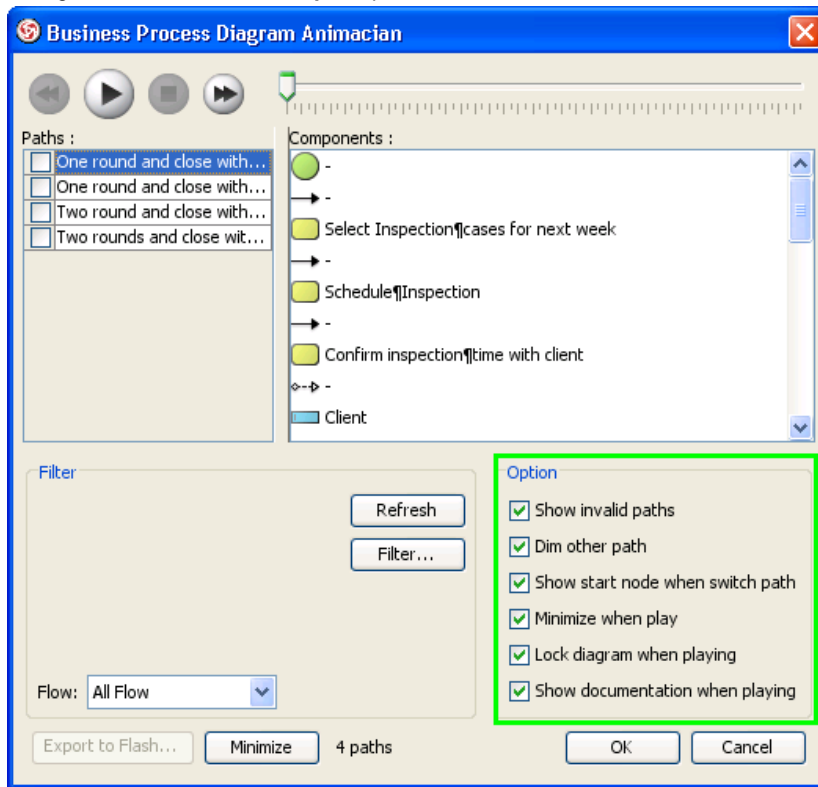 Business Process Diagram Animacian
Paths :
Components :
One round and close with...
One round and close with...
Two round and close with...
Two rounds and close wit...
-
-
Select Inspection¶cases for next week
-
Schedule¶Inspection
-
Confirm inspection¶time with client
-
Client
Filter
Refresh
Filter...
Flow: All Flow
Option
Show invalid paths
Dim other path
Show start node when switch path
Minimize when play
Lock diagram when playing
Show documentation when playing
Export to Flash... Minimize 4 paths OK Cancel